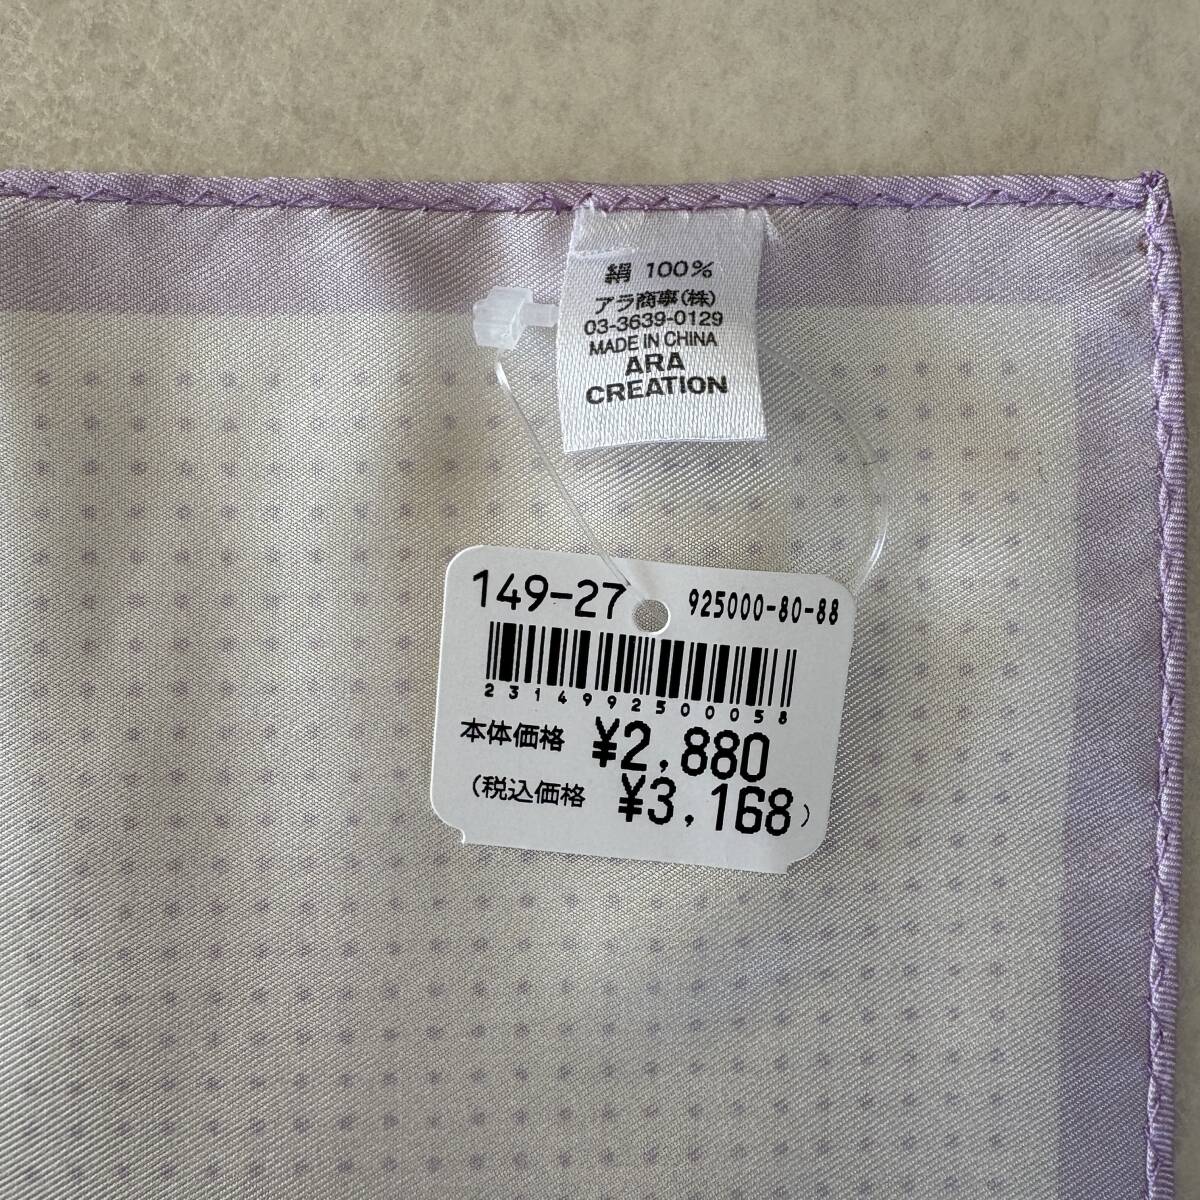 絹 100%
アラ商事(株)
03-3639-0129
MADE IN CHINA
ARA
CREATION
149-27 925000-80-88
2314992500058
本体価格 ¥2,880
(税込価格 ¥3,168)